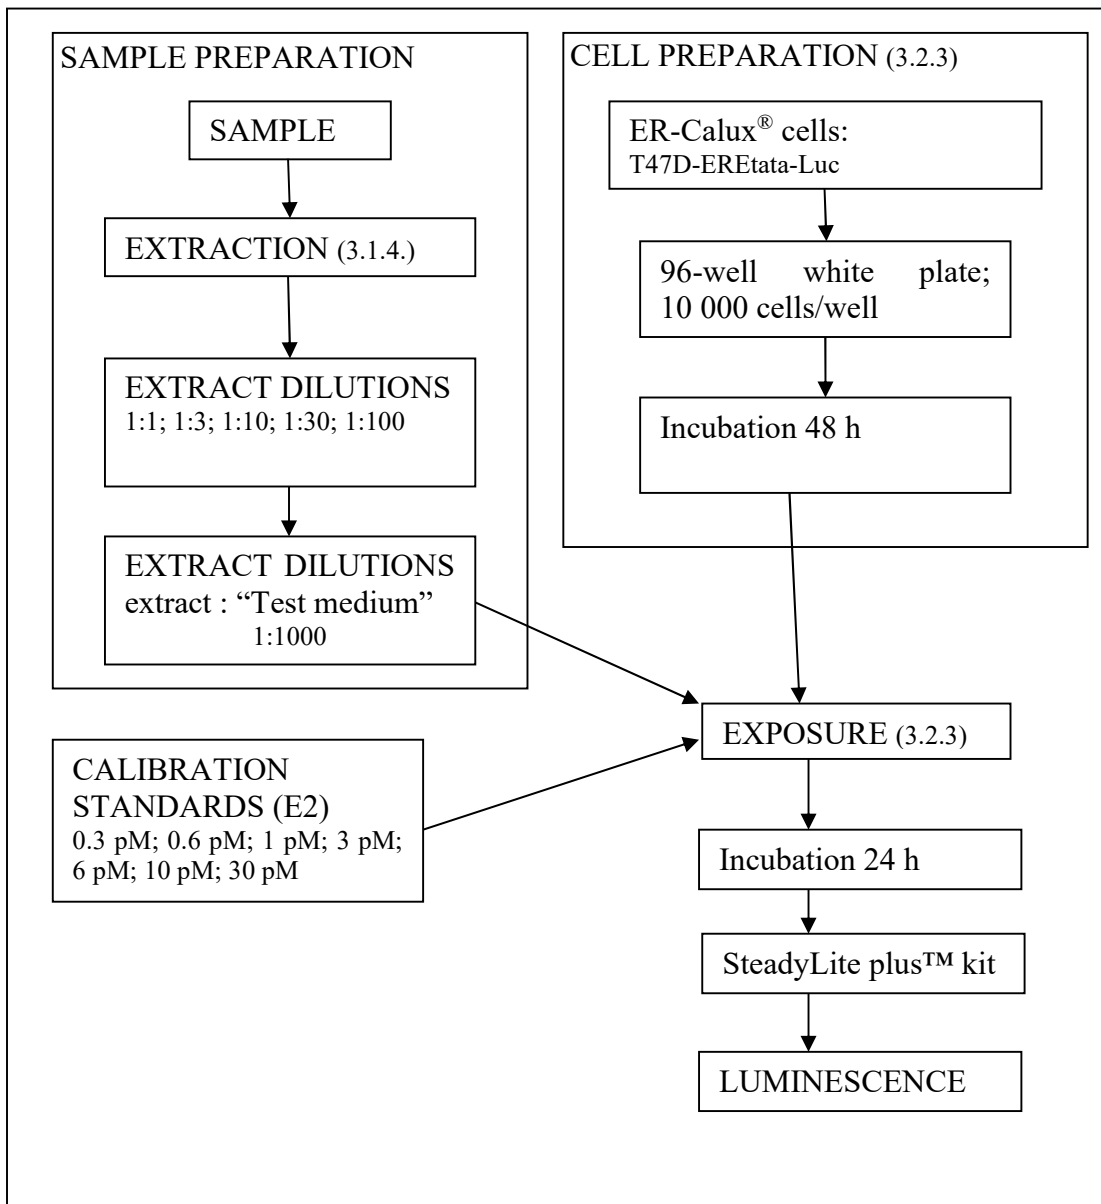 SAMPLE PREPARATION
SAMPLE
EXTRACTION (3.1.4.)
EXTRACT DILUTIONS
1:1; 1:3; 1:10; 1:30; 1:100
EXTRACT DILUTIONS
extract : “Test medium”
1:1000
CALIBRATION
STANDARDS (E2)
0.3 pM; 0.6 pM; 1 pM; 3 pM;
6 pM; 10 pM; 30 pM
CELL PREPARATION (3.2.3)
ER-Calux® cells:
T47D-EREtata-Luc
96-well white plate;
10 000 cells/well
Incubation 48 h
EXPOSURE (3.2.3)
Incubation 24 h
SteadyLite plus™ kit
LUMINESCENCE